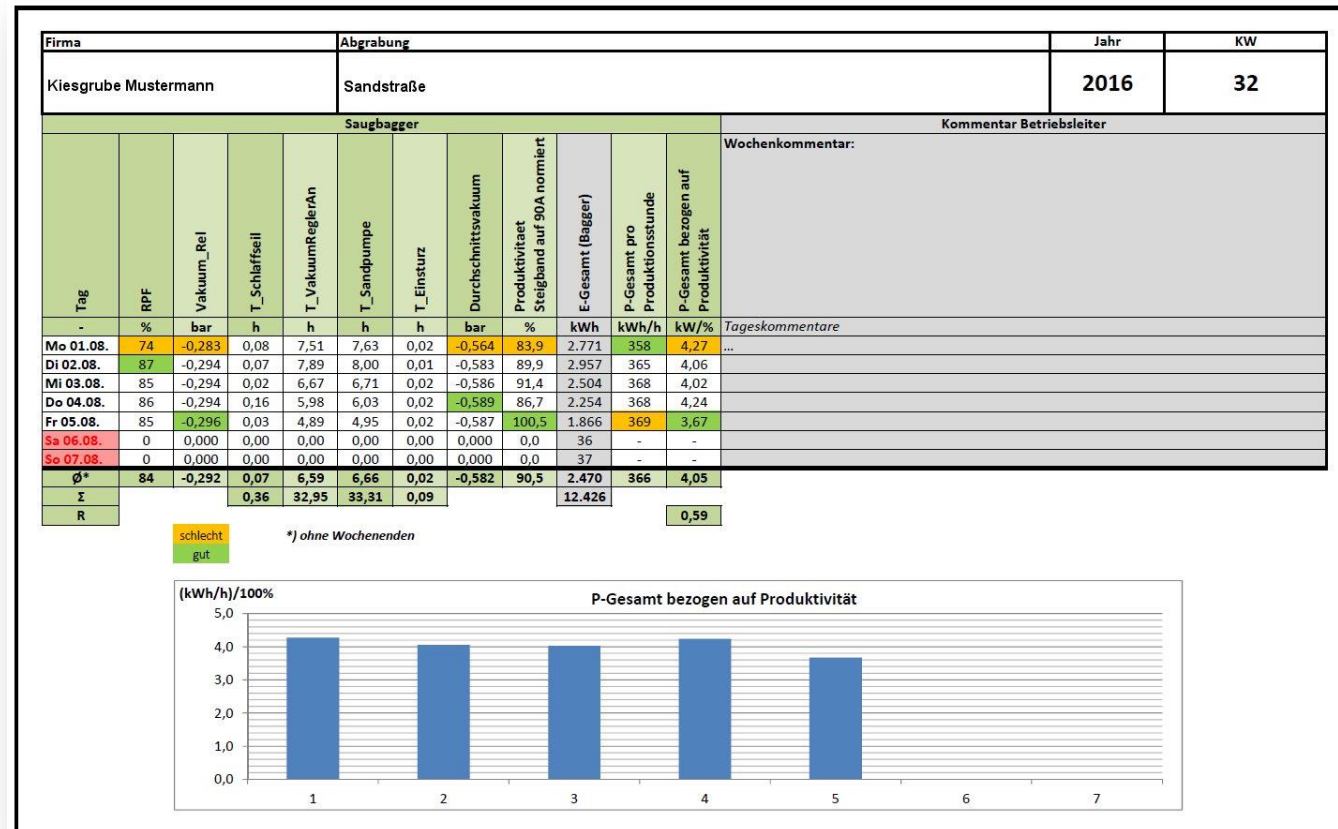 Firma Abgrabung Jahr KW
Kiesgrube Mustermann Sandstraße 2016 32
Saugbagger Kommentar Betriebsleiter
Tag RPF Vakuum_Rel T_Schlaffseil T_VakuumReglerAn T_Sandpumpe T_Einsturz Durchschnittsvakuum Produktivitaet Steigband auf 90A normiert E-Gesamt (Bagger) P-Gesamt pro Produktionsstunde P-Gesamt bezogen auf Produktivität Wochenkommentar:
- % bar h h h h bar % kWh kWh/h kW/% Tageskommentare
Mo 01.08. 74 -0,283 0,08 7,51 7,63 0,02 -0,564 83,9 2.771 358 4,27 ...
Di 02.08. 87 -0,294 0,07 7,89 8,00 0,01 -0,583 89,9 2.957 365 4,06
Mi 03.08. 85 -0,294 0,02 6,67 6,71 0,02 -0,586 91,4 2.504 368 4,02
Do 04.08. 86 -0,294 0,16 5,98 6,03 0,02 -0,589 86,7 2.254 368 4,24
Fr 05.08. 85 -0,296 0,03 4,89 4,95 0,02 -0,587 100,5 1.866 369 3,67
Sa 06.08. 0 0,000 0,00 0,00 0,00 0,00 0,000 0,0 36 - -
So 07.08. 0 0,000 0,00 0,00 0,00 0,00 0,000 0,0 37 - -
Ø* 84 -0,292 0,07 6,59 6,66 0,02 -0,582 90,5 2.470 366 4,05
Σ 0,36 32,95 33,31 0,09 12.426
R 0,59
schlecht *) ohne Wochenenden
gut
(kWh/h)/100% P-Gesamt bezogen auf Produktivität
5,0
4,0
3,0
2,0
1,0
0,0
1 2 3 4 5 6 7